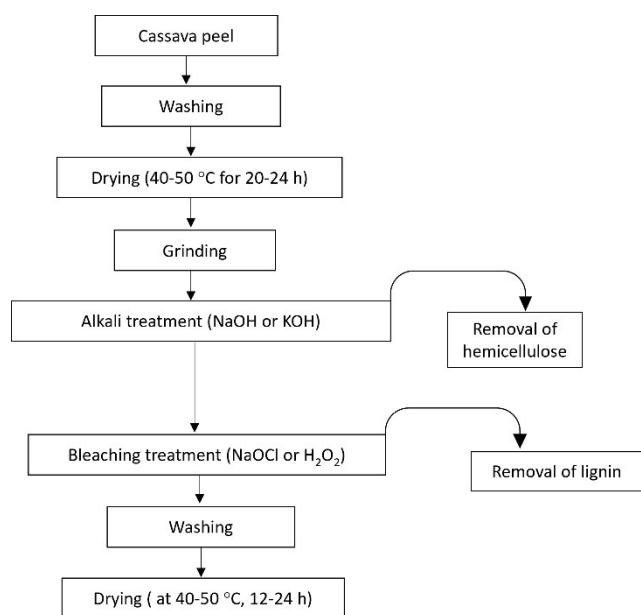 Cassava peel
Washing
Drying (40-50 °C for 20-24 h)
Grinding
Alkali treatment (NaOH or KOH)
Removal of
hemicellulose
Bleaching treatment (NaOCl or H₂O₂)
Removal of lignin
Washing
Drying ( at 40-50 °C, 12-24 h)